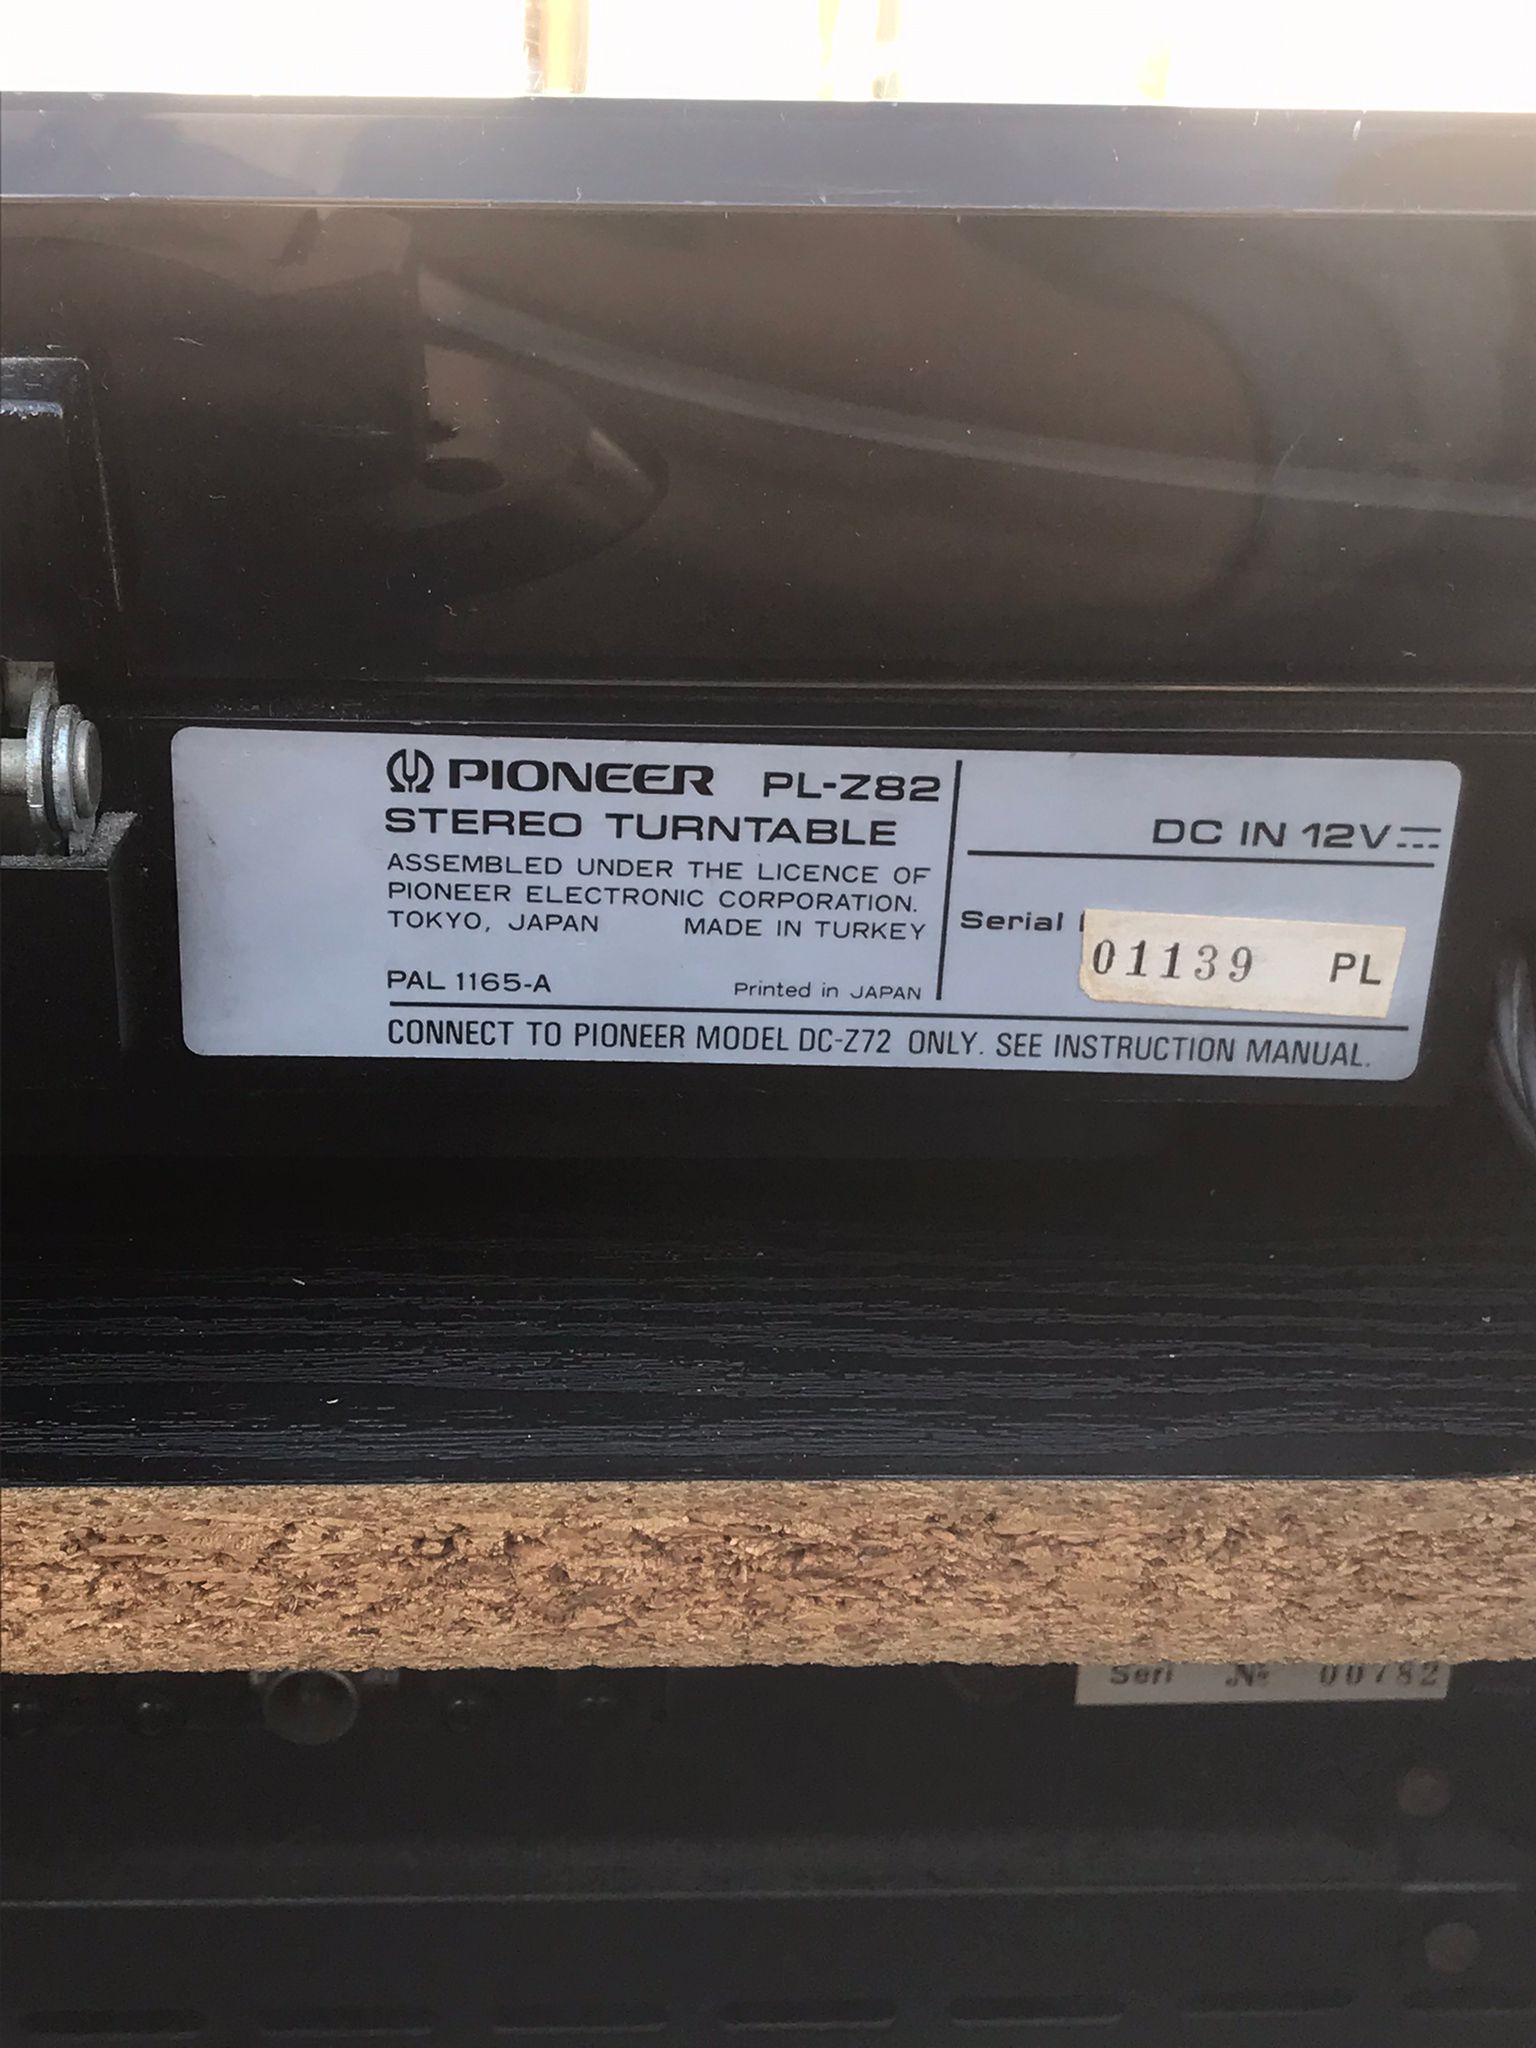 PIONEER PL-Z82
STEREO TURNTABLE
ASSEMBLED UNDER THE LICENCE OF
PIONEER ELECTRONIC CORPORATION.
TOKYO, JAPAN MADE IN TURKEY
PAL 1165-A Printed in JAPAN
DC IN 12V
Serial
01139 PL
CONNECT TO PIONEER MODEL DC-Z72 ONLY. SEE INSTRUCTION MANUAL.
Seri № 00782